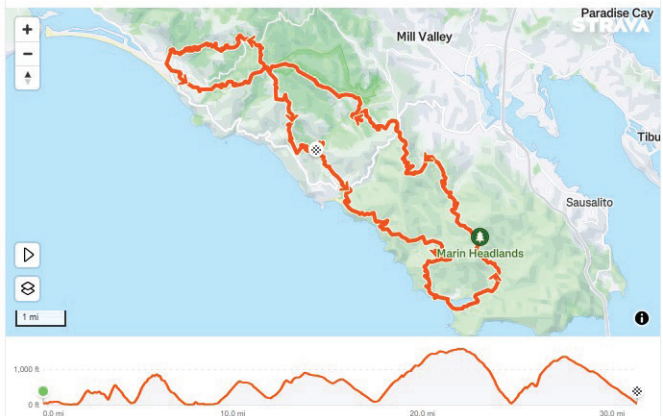 Paradise Cay
STRAVA
Mill Valley
Tibu
Sausalito
Marin Headlands
1 mi
1,000 ft
0 ft
0.0 mi
10.0 mi
20.0 mi
30.0 mi